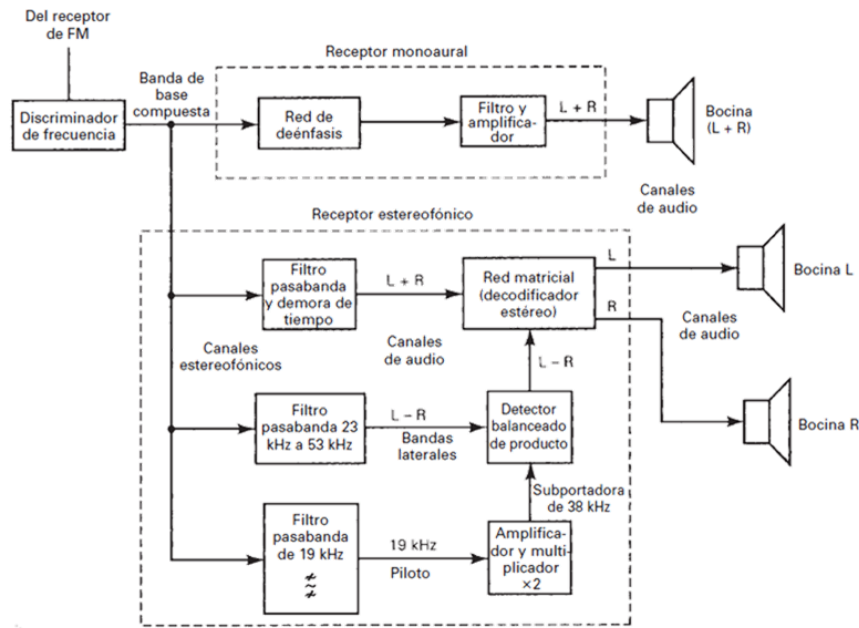 Del receptor
de FM
Discriminador
de frecuencia
Banda de
base
compuesta
Receptor monoaural
Red de
deénfasis
Filtro y
amplifica-
dor
L + R
Bocina
(L + R)
Canales
de audio
Receptor estereofónico
Filtro
pasabanda
y demora de
tiempo
L + R
Red matricial
(decodificador
estéreo)
L
R
Bocina L
Canales
de audio
Canales
estereofónicos
Canales
de audio
L – R
Filtro
pasabanda 23
kHz a 53 kHz
L – R
Bandas
laterales
Detector
balanceado
de producto
Bocina R
Subportadora
de 38 kHz
Filtro
pasabanda
de 19 kHz
19 kHz
Piloto
Amplifica-
dor y multi-
plicador
×2